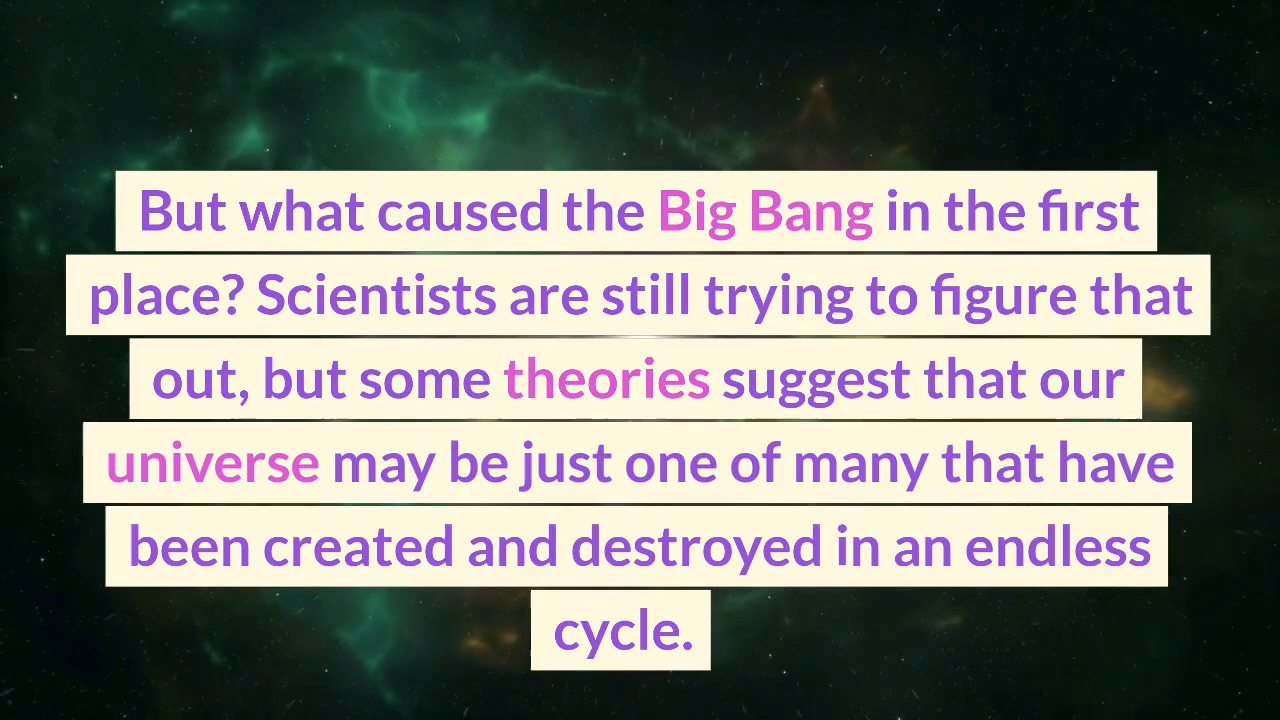 But what caused the Big Bang in the first
place? Scientists are still trying to figure that
out, but some theories suggest that our
universe may be just one of many that have
been created and destroyed in an endless
cycle.